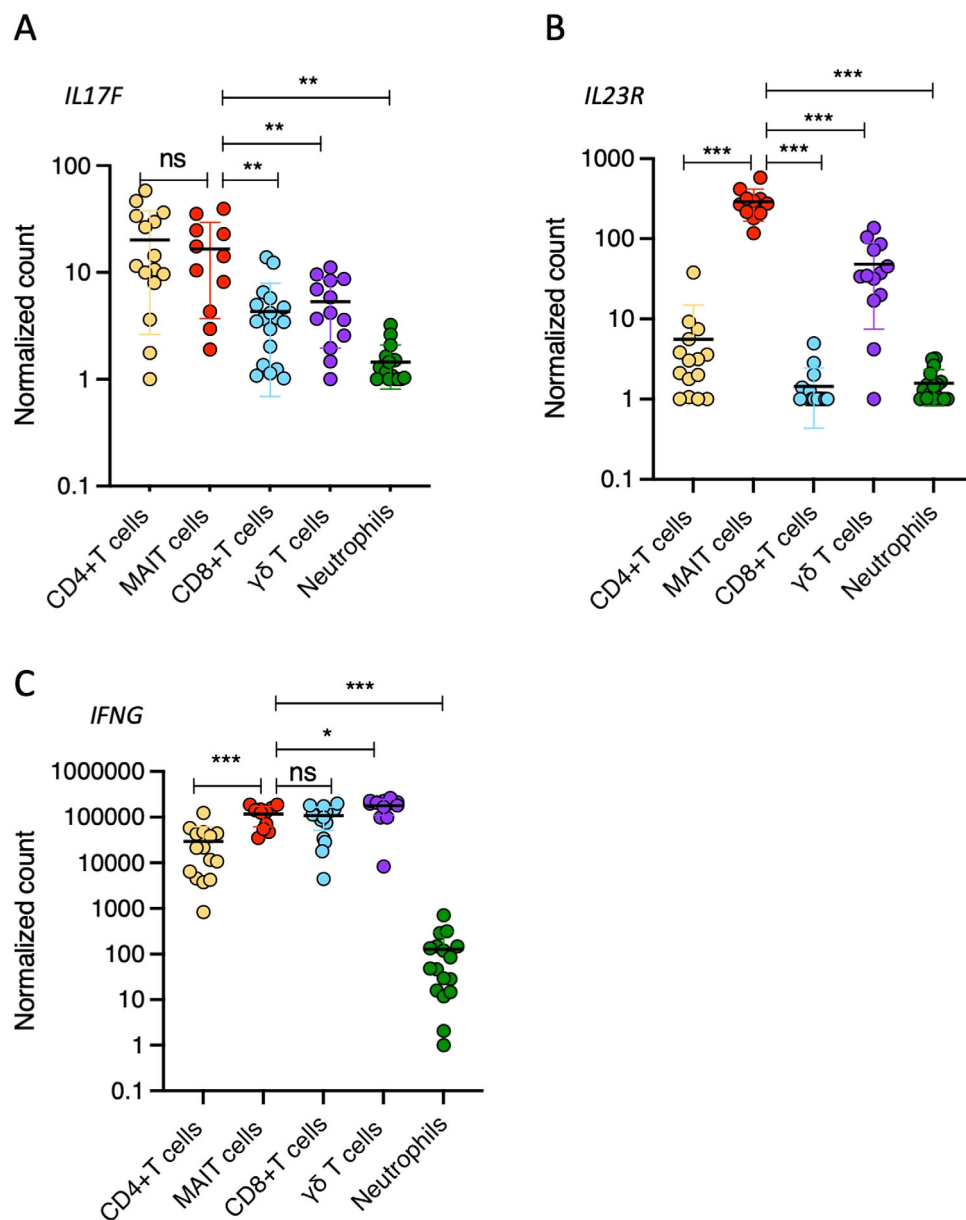 A
IL17F
**
**
ns
**
Normalized count
100
10
1
0.1
CD4+T cells
MAIT cells
CD8+T cells
γδ T cells
Neutrophils
B
IL23R
***
***
***
***
Normalized count
1000
100
10
1
0.1
CD4+T cells
MAIT cells
CD8+T cells
γδ T cells
Neutrophils
C
IFNG
***
*
***
ns
Normalized count
1000000
100000
10000
1000
100
10
1
0.1
CD4+T cells
MAIT cells
CD8+T cells
γδ T cells
Neutrophils